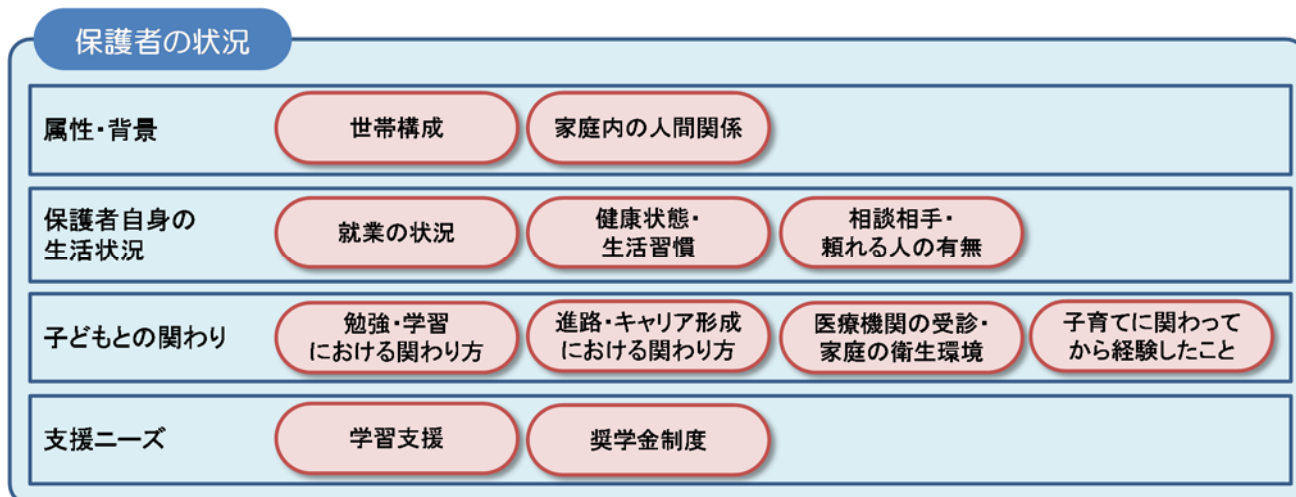 保護者の状況
属性・背景
世帯構成
家庭内の人間関係
保護者自身の
生活状況
就業の状況
健康状態・
生活習慣
相談相手・
頼れる人の有無
子どもとの関わり
勉強・学習
における関わり方
進路・キャリア形成
における関わり方
医療機関の受診・
家庭の衛生環境
子育てに関わって
から経験したこと
支援ニーズ
学習支援
奨学金制度